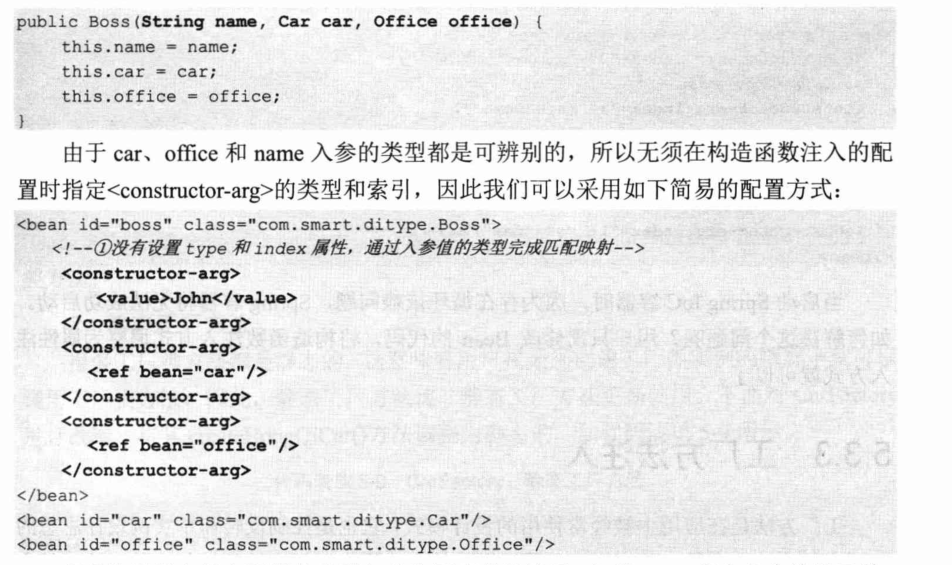 public Boss(String name, Car car, Office office) {
this.name = name;
this.car = car;
this.office = office;
}
由于 car、office 和 name 入参的类型都是可辨别的，所以无须在构造函数注入的配
置时指定<constructor-arg>的类型和索引，因此我们可以采用如下简易的配置方式：
<bean id="boss" class="com.smart.ditype.Boss">
<!--①没有设置 type 和 index 属性，通过入参值的类型完成匹配映射-->
<constructor-arg>
<value>John</value>
</constructor-arg>
<constructor-arg>
<ref bean="car"/>
</constructor-arg>
<constructor-arg>
<ref bean="office"/>
</constructor-arg>
</bean>
<bean id="car" class="com.smart.ditype.Car"/>
<bean id="office" class="com.smart.ditype.Office"/>